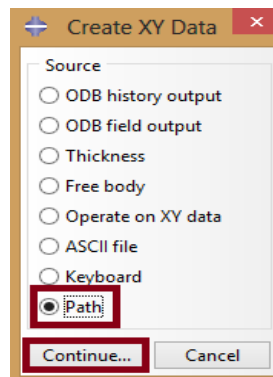 Create XY Data
Source
ODB history output
ODB field output
Thickness
Free body
Operate on XY data
ASCII file
Keyboard
Path
Continue... Cancel